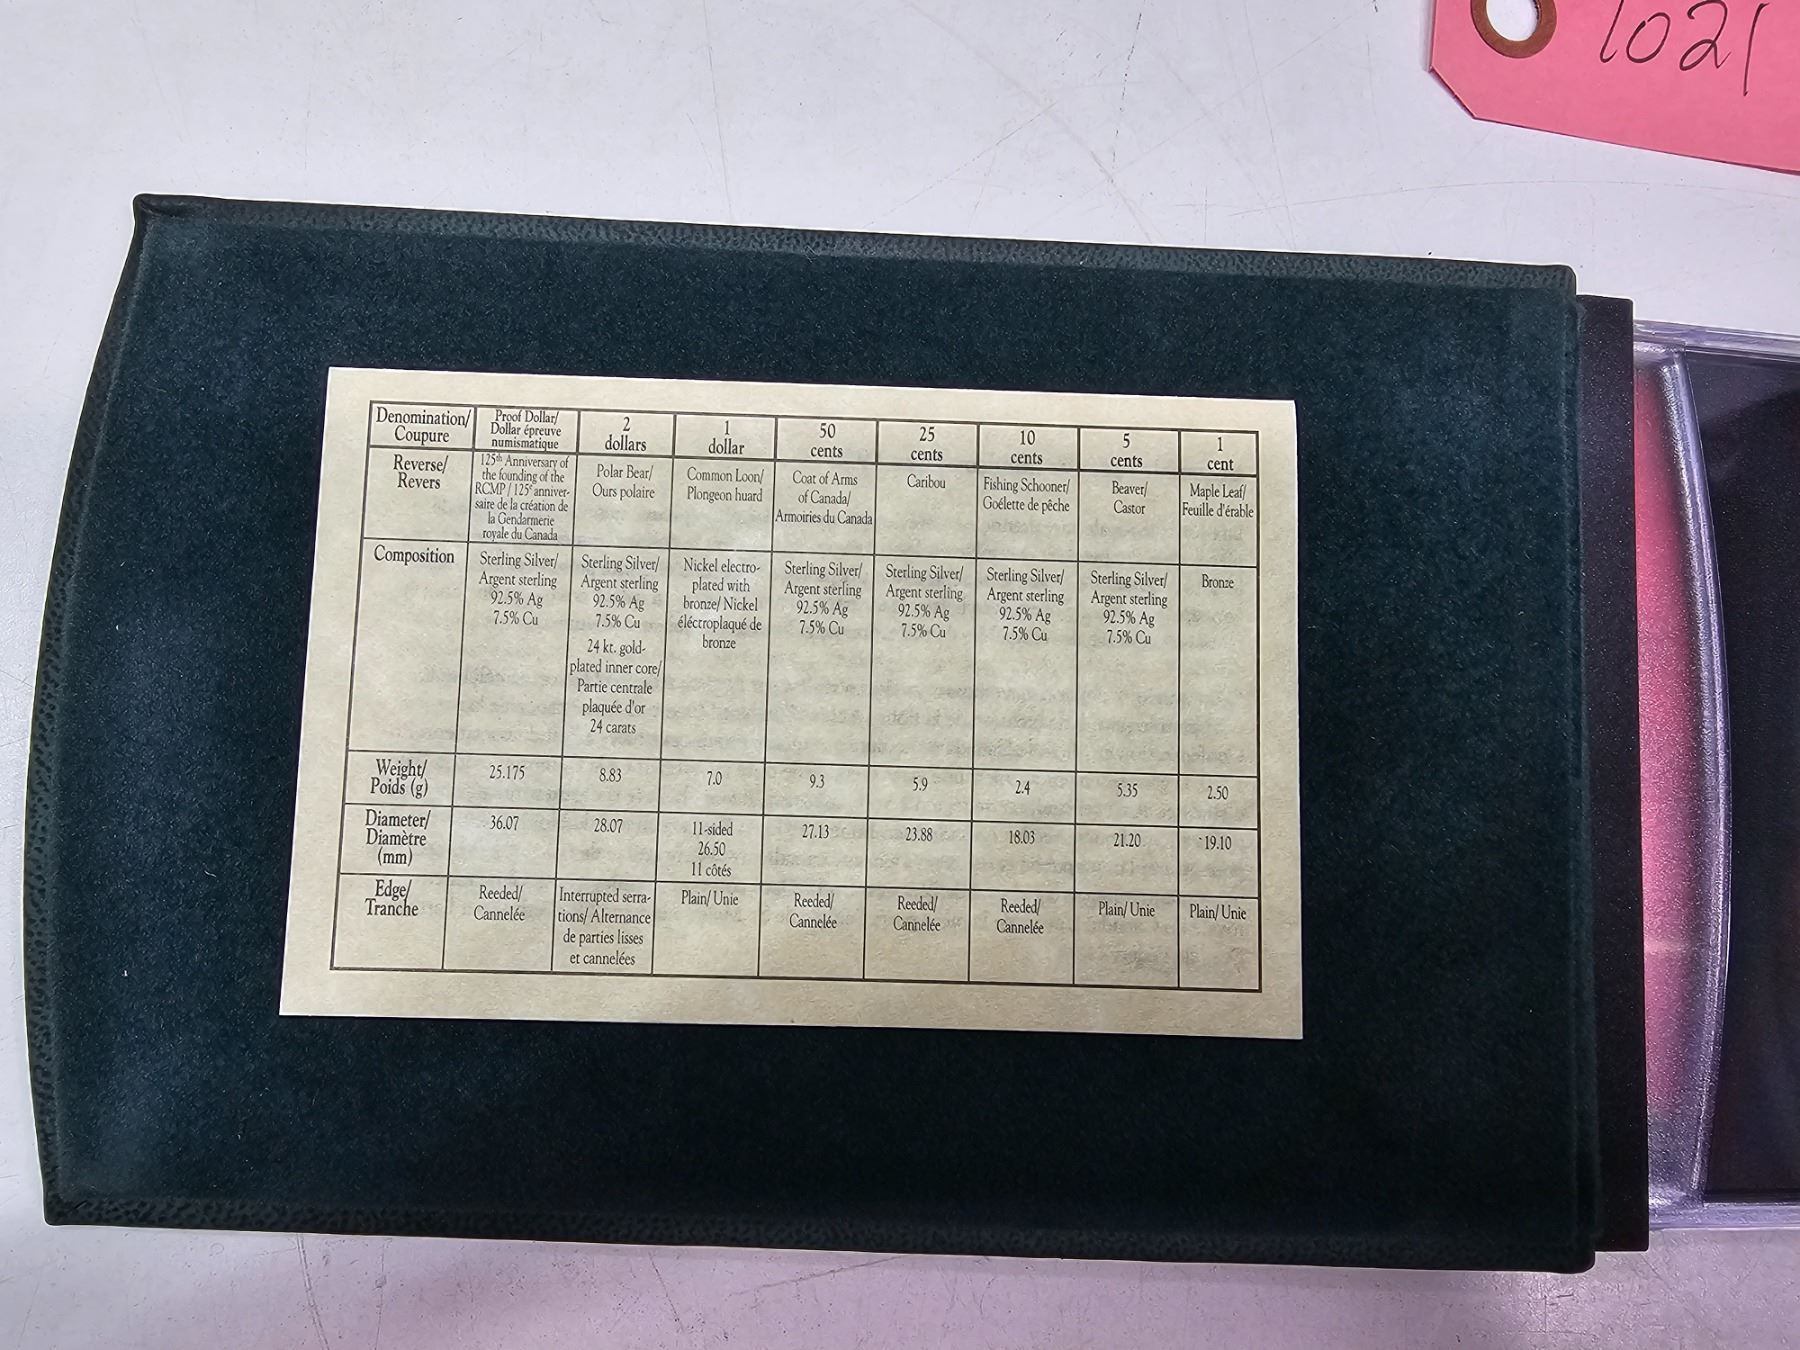 1021
Denomination/
Coupure
Proof Dollar/
Dollar épreuve
numismatique
2
dollars
1
dollar
50
cents
25
cents
10
cents
5
cents
1
cent
Reverse/
Revers
125th Anniversary of
the founding of the
RCMP / 125e anniver-
saire de la création de
la Gendarmerie
royale du Canada
Polar Bear/
Ours polaire
Common Loon/
Plongeon huard
Coat of Arms
of Canada/
Armoiries du Canada
Caribou
Fishing Schooner/
Goélette de pêche
Beaver/
Castor
Maple Leaf/
Feuille d'érable
Composition
Sterling Silver/
Argent sterling
92.5% Ag
7.5% Cu
Sterling Silver/
Argent sterling
92.5% Ag
7.5% Cu
24 kt. gold-
plated inner core/
Partie centrale
plaquée d'or
24 carats
Nickel electro-
plated with
bronze/ Nickel
éléctroplaqué de
bronze
Sterling Silver/
Argent sterling
92.5% Ag
7.5% Cu
Sterling Silver/
Argent sterling
92.5% Ag
7.5% Cu
Sterling Silver/
Argent sterling
92.5% Ag
7.5% Cu
Sterling Silver/
Argent sterling
92.5% Ag
7.5% Cu
Bronze
Weight/
Poids (g)
25.175
8.83
7.0
9.3
5.9
2.4
5.35
2.50
Diameter/
Diamètre
(mm)
36.07
28.07
11-sided
26.50
11 côtés
27.13
23.88
18.03
21.20
19.10
Edge/
Tranche
Reeded/
Cannelée
Interrupted serra-
tions/ Alternance
de parties lisses
et cannelées
Plain/ Unie
Reeded/
Cannelée
Reeded/
Cannelée
Reeded/
Cannelée
Plain/ Unie
Plain/ Unie